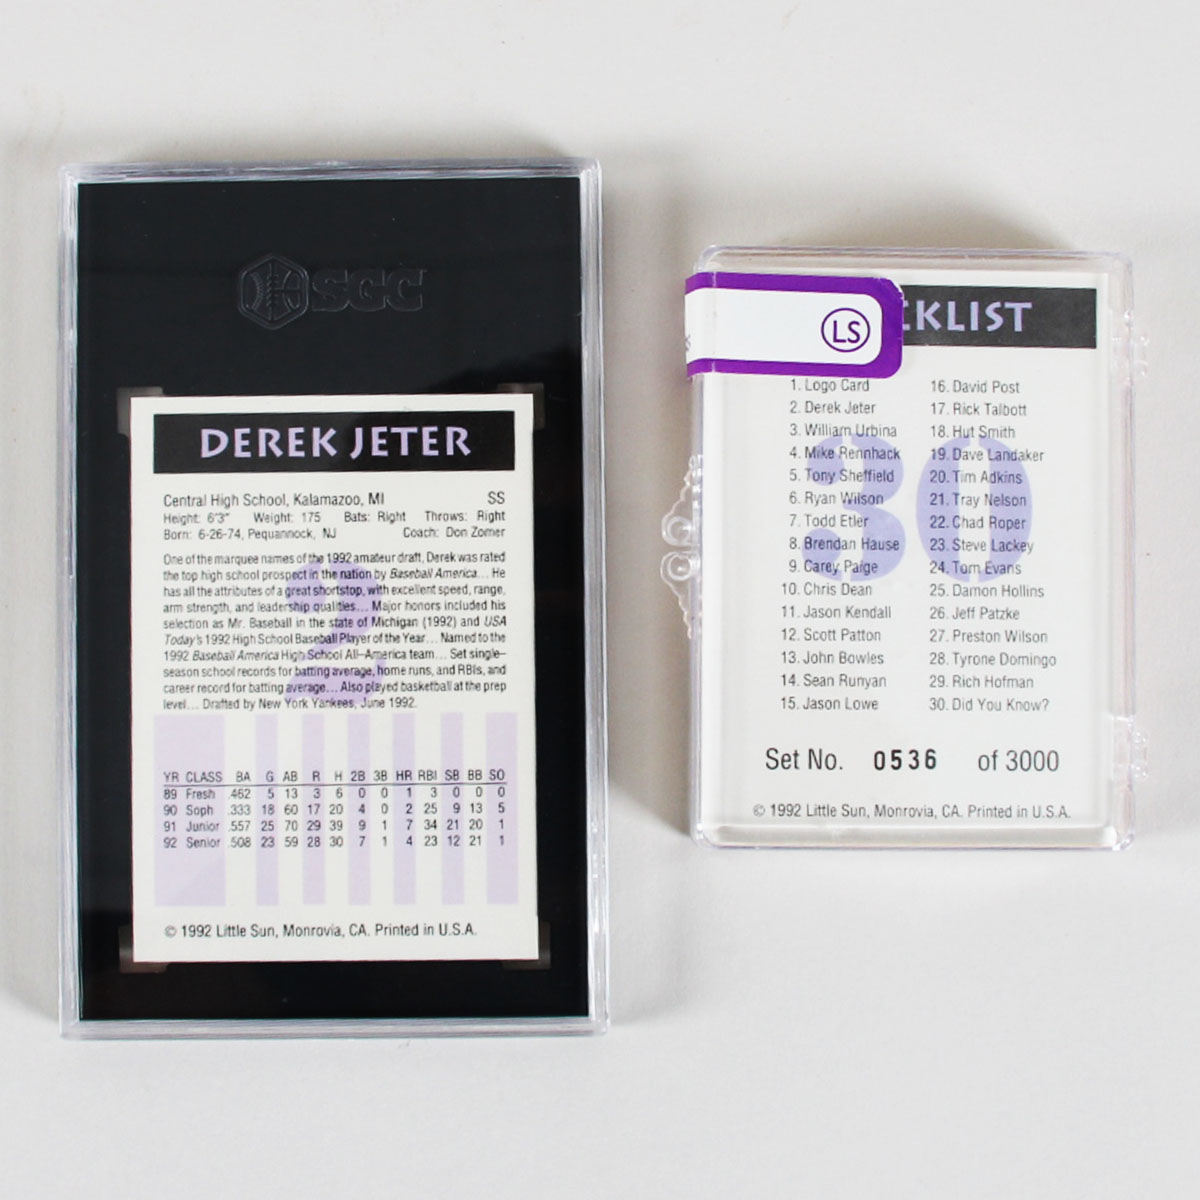 SGC
DEREK JETER
Central High School, Kalamazoo, MI SS
Height: 6'3" Weight: 175 Bats: Right Throws: Right
Born: 6-26-74, Pequannock, NJ Coach: Don Zomer
One of the marquee names of the 1992 amateur draft, Derek was rated
the top high school prospect in the nation by Baseball America... He
has all the attributes of a great shortstop, with excellent speed, range,
arm strength, and leadership qualities... Major honors included his
selection as Mr. Baseball in the state of Michigan (1992) and USA
Today's 1992 High School Baseball Player of the Year... Named to the
1992 Baseball America High School All-America team... Set single-
season school records for batting average, home runs, and RBIs, and
career record for batting average... Also played basketball at the prep
level... Drafted by New York Yankees, June 1992.
2
YR CLASS BA G AB R H 2B 3B HR RBI SB BB SO
89 Fresh .462 5 13 3 6 0 0 1 3 0 0 0
90 Soph .333 18 60 17 20 4 0 2 25 9 13 5
91 Junior .557 25 70 29 39 9 1 7 34 21 20 1
92 Senior .508 23 59 28 30 7 1 4 23 12 21 1
© 1992 Little Sun, Monrovia, CA. Printed in U.S.A.
LS
CKLIST
30
1. Logo Card
2. Derek Jeter
3. William Urbina
4. Mike Rennhack
5. Tony Sheffield
6. Ryan Wilson
7. Todd Etler
8. Brendan Hause
9. Carey Paige
10. Chris Dean
11. Jason Kendall
12. Scott Patton
13. John Bowles
14. Sean Runyan
15. Jason Lowe
16. David Post
17. Rick Talbott
18. Hut Smith
19. Dave Landaker
20. Tim Adkins
21. Tray Nelson
22. Chad Roper
23. Steve Lackey
24. Tom Evans
25. Damon Hollins
26. Jeff Patzke
27. Preston Wilson
28. Tyrone Domingo
29. Rich Hofman
30. Did You Know?
Set No. 0536 of 3000
© 1992 Little Sun, Monrovia, CA. Printed in U.S.A.